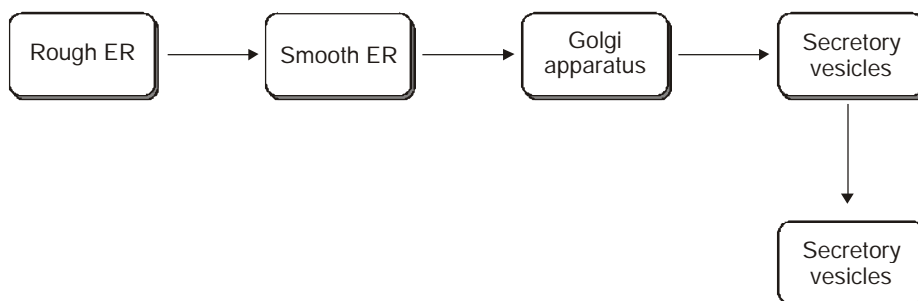 Rough ER
Smooth ER
Golgi
apparatus
Secretory
vesicles
Secretory
vesicles